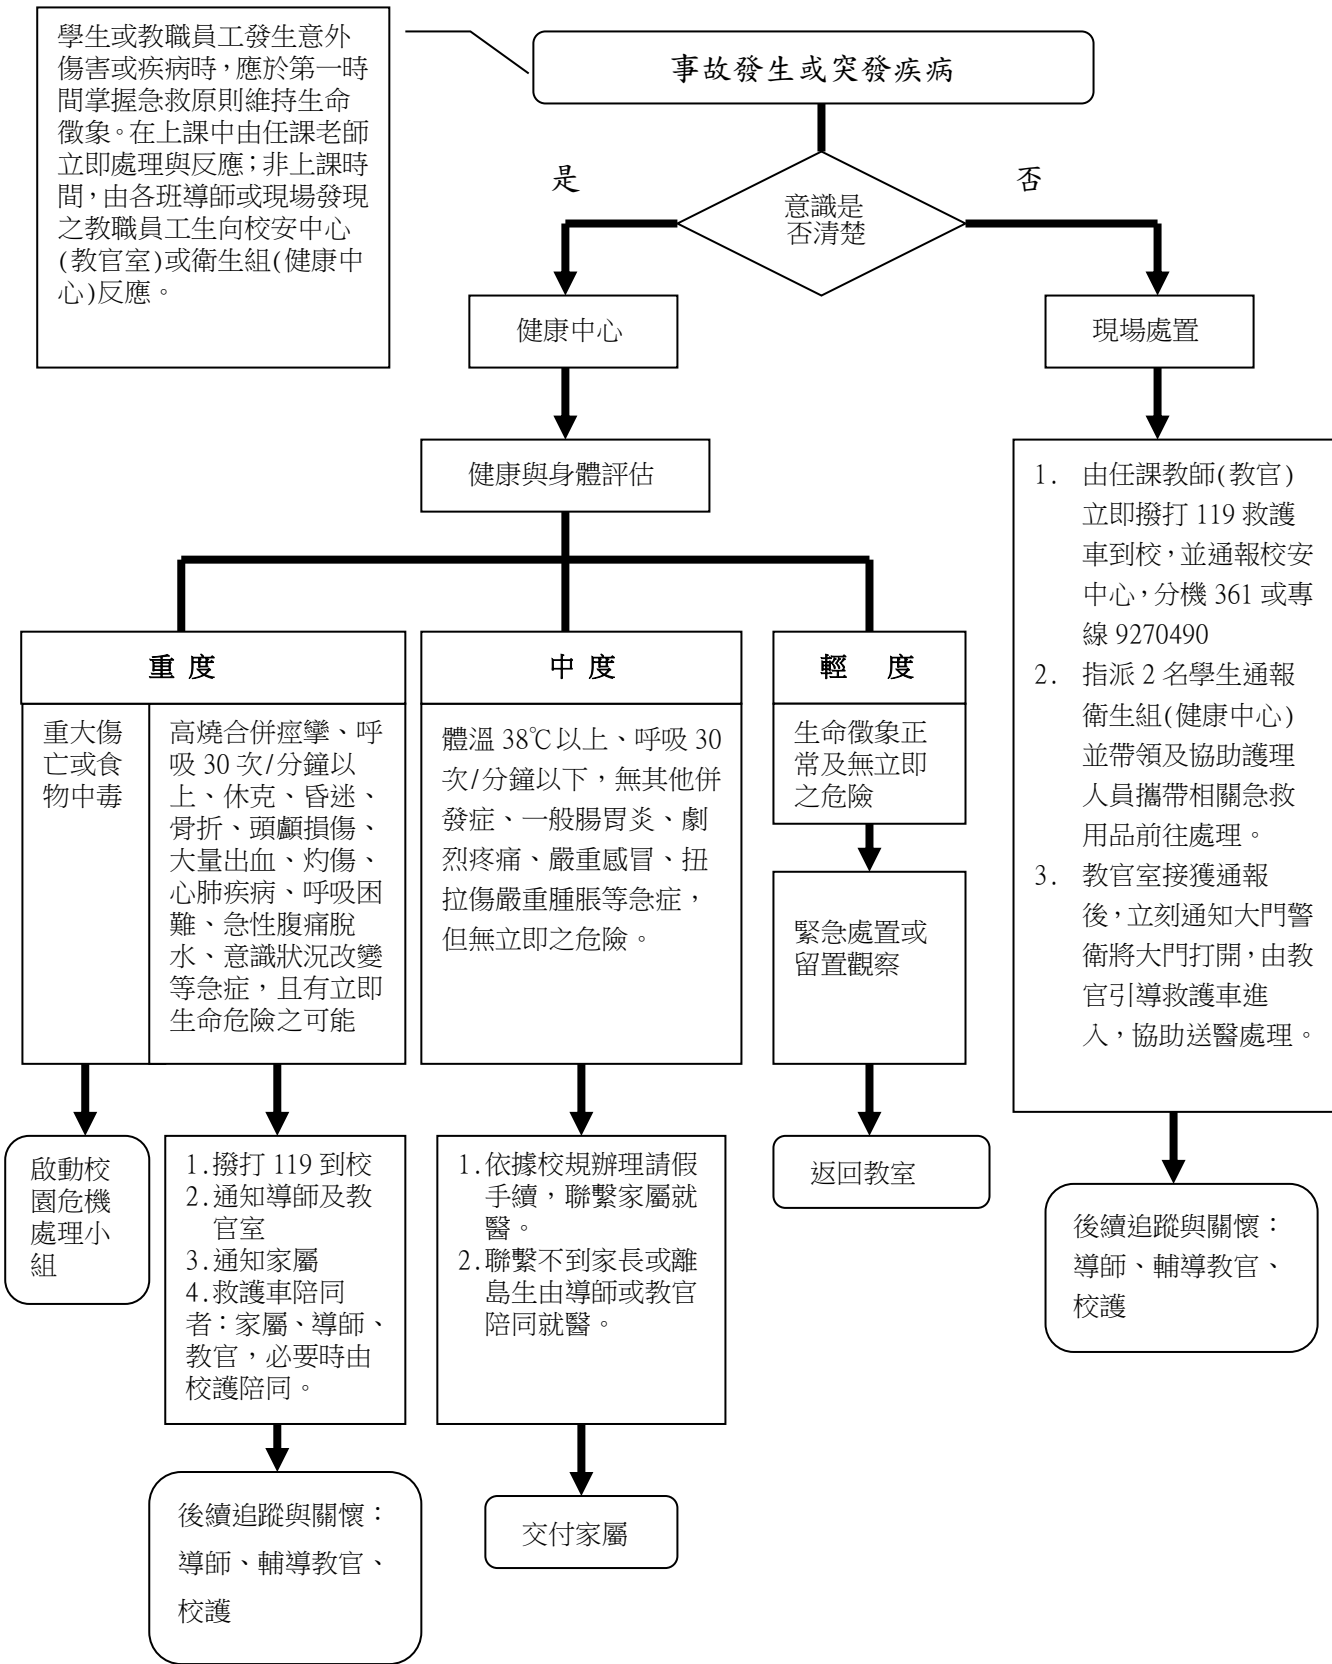 學生或教職員工發生意外
傷害或疾病時，應於第一時
間掌握急救原則維持生命
徵象。在上課中由任課老師
立即處理與反應；非上課時
間，由各班導師或現場發現
之教職員工生向校安中心
(教官室)或衛生組(健康中
心)反應。
事故發生或突發疾病
意識是
否清楚
是
否
健康中心
現場處置
健康與身體評估
重 度
重大傷
亡或食
物中毒
高燒合併痙攣、呼
吸 30 次/分鐘以
上、休克、昏迷、
骨折、頭顱損傷、
大量出血、灼傷、
心肺疾病、呼吸困
難、急性腹痛脫
水、意識狀況改變
等急症，且有立即
生命危險之可能
中 度
體溫 38℃以上、呼吸 30
次/分鐘以下，無其他併
發症、一般腸胃炎、劇
烈疼痛、嚴重感冒、扭
拉傷嚴重腫脹等急症，
但無立即之危險。
輕 度
生命徵象正
常及無立即
之危險
緊急處置或
留置觀察
1. 由任課教師(教官)
立即撥打 119 救護
車到校，並通報校安
中心，分機 361 或專
線 9270490
2. 指派 2 名學生通報
衛生組(健康中心)
並帶領及協助護理
人員攜帶相關急救
用品前往處理。
3. 教官室接獲通報
後，立刻通知大門警
衛將大門打開，由教
官引導救護車進
入，協助送醫處理。
啟動校
園危機
處理小
組
1.撥打 119 到校
2.通知導師及教
官室
3.通知家屬
4.救護車陪同
者：家屬、導師、
教官，必要時由
校護陪同。
1.依據校規辦理請假
手續，聯繫家屬就
醫。
2.聯繫不到家長或離
島生由導師或教官
陪同就醫。
返回教室
後續追蹤與關懷：
導師、輔導教官、
校護
後續追蹤與關懷：
導師、輔導教官、
校護
交付家屬